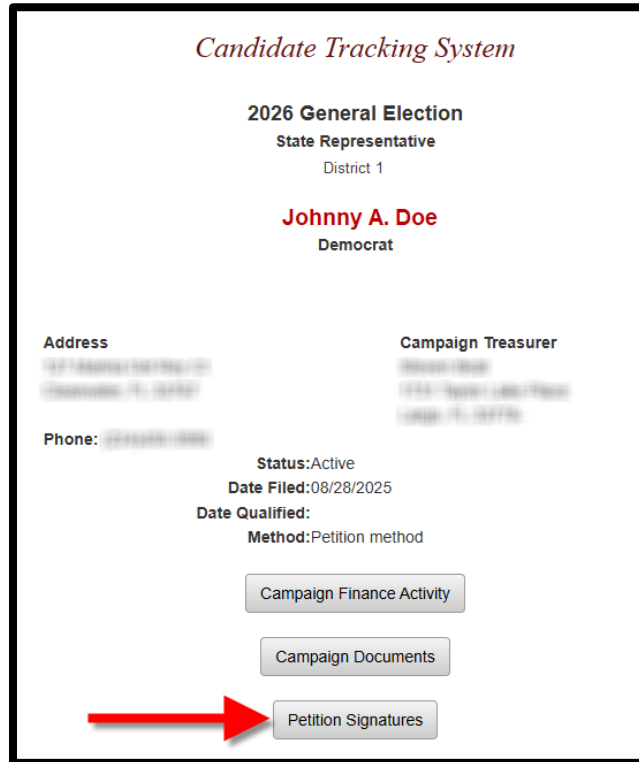 Candidate Tracking System
2026 General Election
State Representative
District 1
Johnny A. Doe
Democrat
Address
Campaign Treasurer
Phone:
Status:Active
Date Filed:08/28/2025
Date Qualified:
Method:Petition method
Campaign Finance Activity
Campaign Documents
Petition Signatures